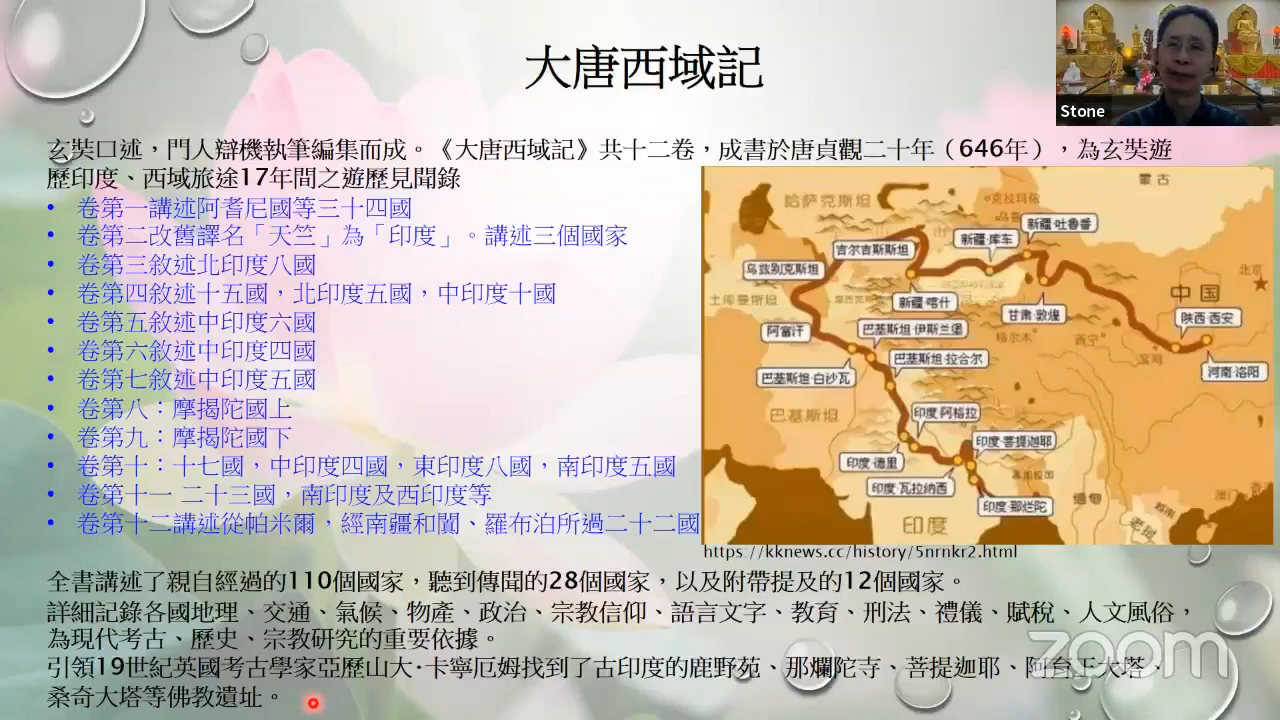 大唐西域記
Stone
玄奘口述，門人辯機執筆編集而成。《大唐西域記》共十二卷，成書於唐貞觀二十年（646年），為玄奘遊
歷印度、西域旅途17年間之遊歷見聞錄
• 卷第一講述阿耆尼國等三十四國
• 卷第二改舊譯名「天竺」為「印度」。講述三個國家
• 卷第三敘述北印度八國
• 卷第四敘述十五國，北印度五國，中印度十國
• 卷第五敘述中印度六國
• 卷第六敘述中印度四國
• 卷第七敘述中印度五國
• 卷第八：摩揭陀國上
• 卷第九：摩揭陀國下
• 卷第十：十七國，中印度四國，東印度八國，南印度五國
• 卷第十一 二十三國，南印度及西印度等
• 卷第十二講述從帕米爾，經南疆和闐、羅布泊所過二十二國
蒙古
哈萨克斯坦
克拉玛依
乌鲁
新疆·吐鲁番
新疆·库车
吉尔吉斯斯坦
乌兹别克斯坦
北京
土库曼斯坦
新疆·喀什
中国
甘肃·敦煌
陕西·西安
阿富汗
巴基斯坦·伊斯兰堡
格尔木
西宁
宝鸡
巴基斯坦·拉合尔
河南·洛阳
巴基斯坦·白沙瓦
巴基斯坦
印度·阿格拉
印度·菩提迦耶
印度·德里
孟加拉国
印度·瓦拉纳西
印度·那烂陀
澳门
越南
老挝
印度
https://kknews.cc/history/5nrnkr2.html
全書講述了親自經過的110個國家，聽到傳聞的28個國家，以及附帶提及的12個國家。
詳細記錄各國地理、交通、氣候、物產、政治、宗教信仰、語言文字、教育、刑法、禮儀、賦稅、人文風俗，
為現代考古、歷史、宗教研究的重要依據。
引領19世紀英國考古學家亞歷山大·卡寧厄姆找到了古印度的鹿野苑、那爛陀寺、菩提迦耶、阿育王大塔、
桑奇大塔等佛教遺址。
zoom